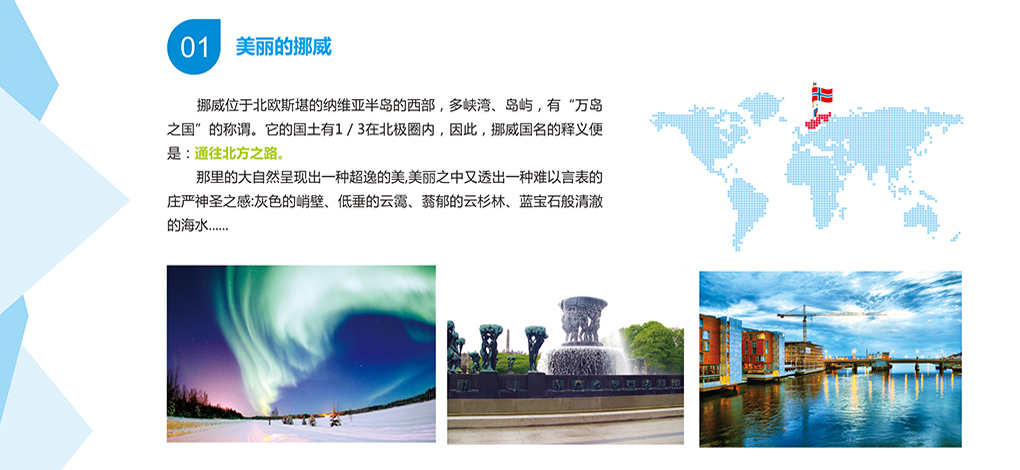 01 美丽的挪威
挪威位于北欧斯堪的纳维亚半岛的西部，多峡湾、岛屿，有“万岛
之国”的称谓。它的国土有1 / 3在北极圈内，因此，挪威国名的释义便
是：通往北方之路。
那里的大自然呈现出一种超逸的美,美丽之中又透出一种难以言表的
庄严神圣之感:灰色的峭壁、低垂的云霭、蓊郁的云杉林、蓝宝石般清澈
的海水......